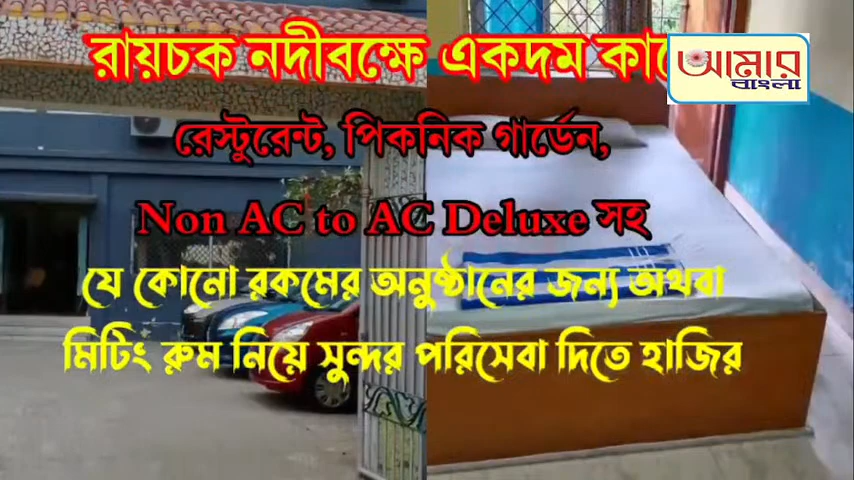 রায়চক নদীবক্ষে একদম
আমার
বাংলা
রেস্টুরেন্ট, পিকনিক গার্ডেন,
Non AC to AC Deluxe সহ
যে কোনো রকমের অনুষ্ঠানের জন্য অথবা
মিটিং রুম নিয়ে সুন্দর পরিসেবা দিতে হাজির